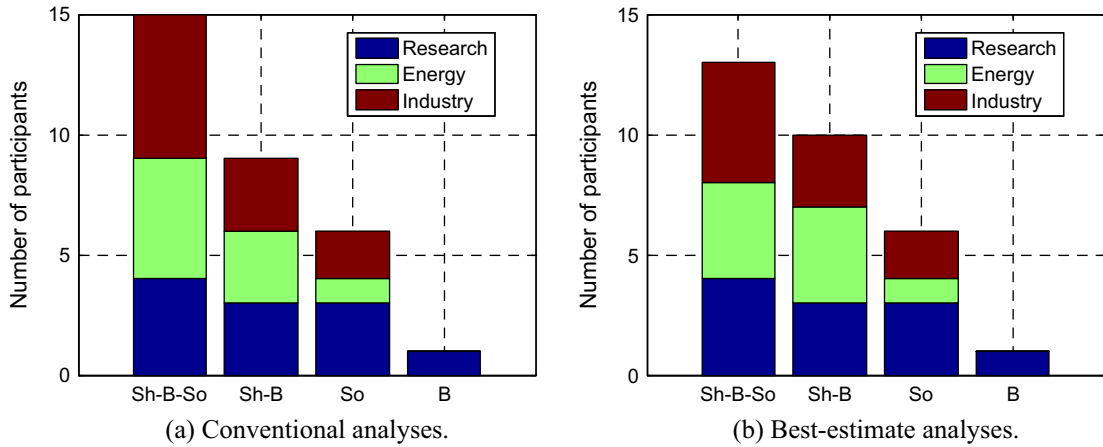 15
10
5
0
Number of participants
Research
Energy
Industry
Sh-B-So Sh-B So B
(a) Conventional analyses.
15
10
5
0
Number of participants
Research
Energy
Industry
Sh-B-So Sh-B So B
(b) Best-estimate analyses.